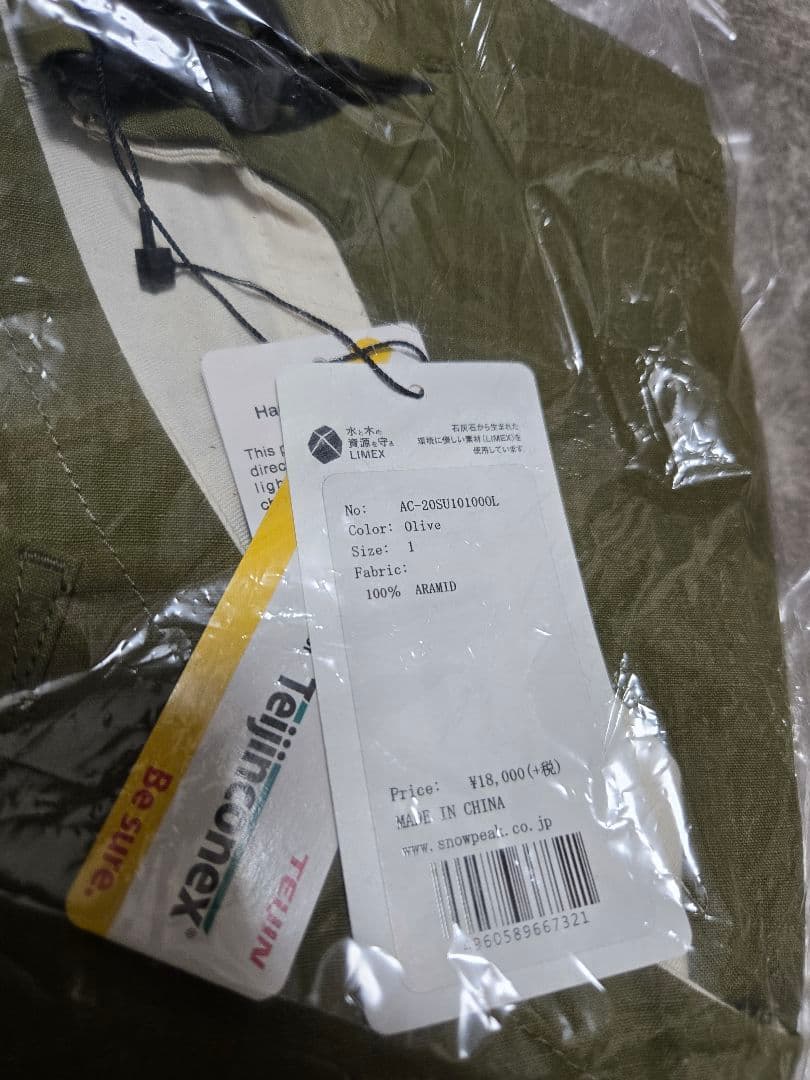 水と木の
資源を守る
LIMEX
石灰石から生まれた
環境に優しい素材(LIMEX)を
使用しています
No: AC-20SU10100OL
Color: Olive
Size: 1
Fabric:
100% ARAMID
Price: ¥18,000(+税)
MADE IN CHINA
www.snowpeak.co.jp
4960589667321
Ha
This
direc
ligh
Teijinconex®
Be sure.
TEIJIN